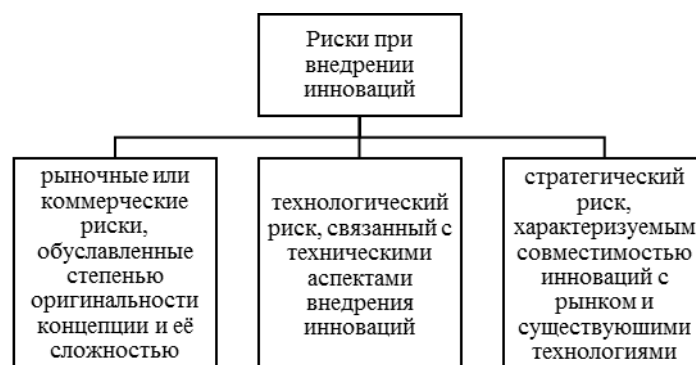 Риски при
внедрении
инноваций
рыночные или
коммерческие
риски,
обуславленные
степенью
оригинальности
концепции и её
сложностью
технологический
риск, связанный с
техническими
аспектами
внедрения
инноваций
стратегический
риск,
характеризуемым
совместимостью
инноваций с
рынком и
существуюшими
технологиями